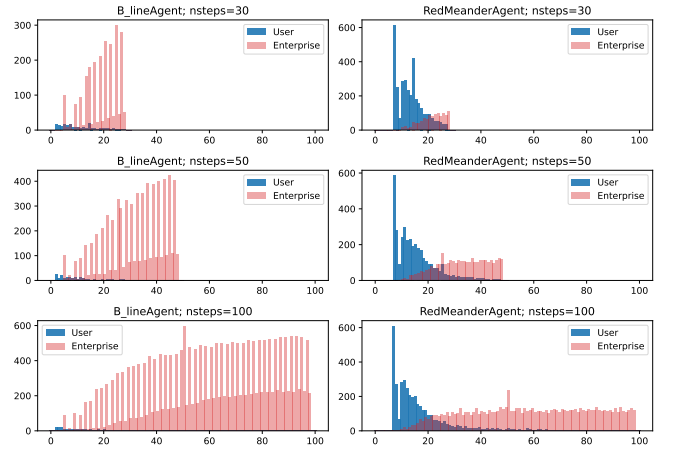 B_lineAgent; nsteps=30
300
200
100
0
0 20 40 60 80 100
User
Enterprise
RedMeanderAgent; nsteps=30
600
400
200
0
0 20 40 60 80 100
User
Enterprise
B_lineAgent; nsteps=50
400
300
200
100
0
0 20 40 60 80 100
User
Enterprise
RedMeanderAgent; nsteps=50
600
400
200
0
0 20 40 60 80 100
User
Enterprise
B_lineAgent; nsteps=100
600
400
200
0
0 20 40 60 80 100
User
Enterprise
RedMeanderAgent; nsteps=100
600
400
200
0
0 20 40 60 80 100
User
Enterprise